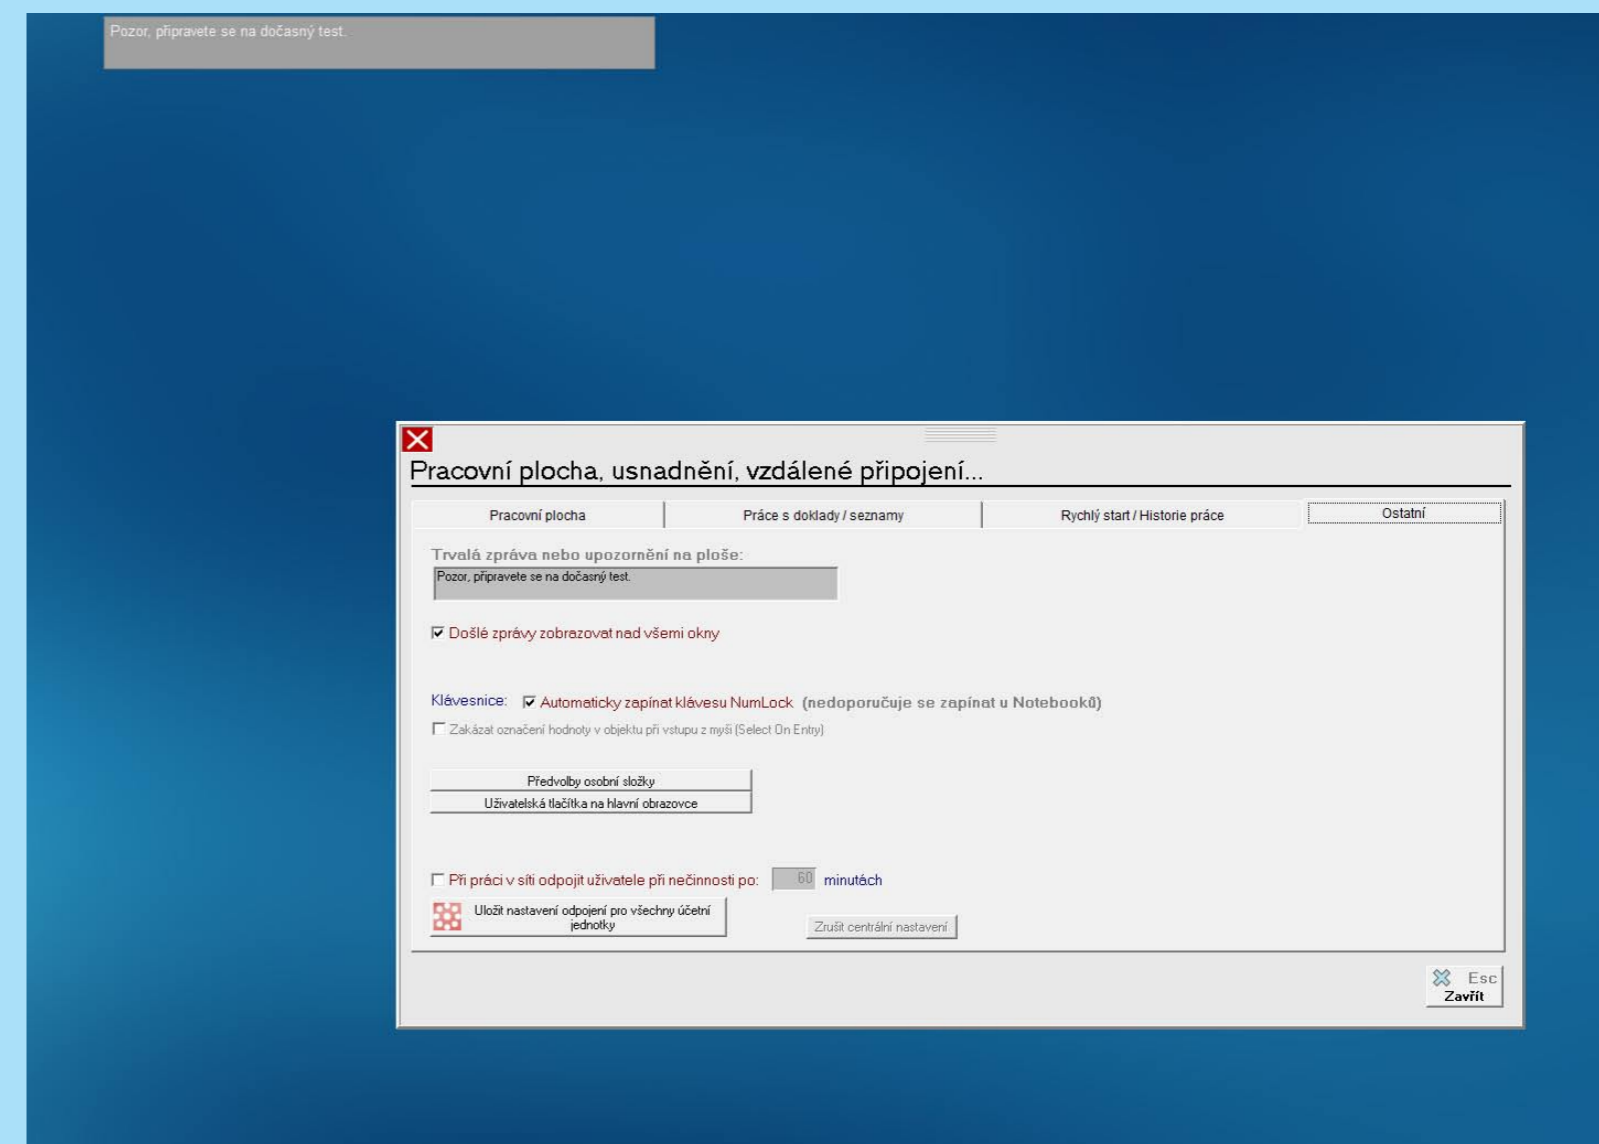 Pozor, připravete se na dočasný test.
Pracovní plocha, usnadnění, vzdálené připojení...
Pracovní plocha
Práce s doklady / seznamy
Rychlý start / Historie práce
Ostatní
Trvalá zpráva nebo upozornění na ploše:
Pozor, připravete se na dočasný test.
Došlé zprávy zobrazovat nad všemi okny
Klávesnice: Automaticky zapínat klávesu NumLock (nedoporučuje se zapínat u Notebooků)
Zakázat označení hodnoty v objektu při vstupu z myši (Select On Entry)
Předvolby osobní složky
Uživatelská tlačítka na hlavní obrazovce
Při práci v síti odpojit uživatele při nečinnosti po: 60 minutách
Uložit nastavení odpojení pro všechny účetní
jednotky
Zrušit centrální nastavení
Esc
Zavřít